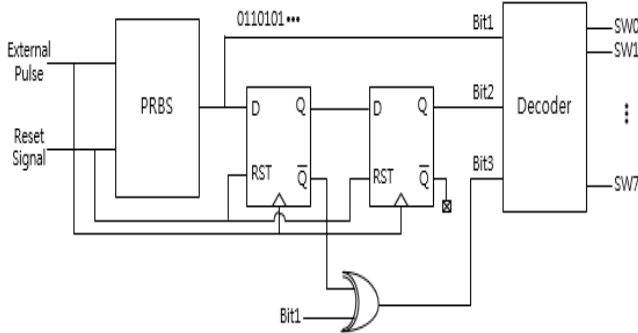 0110101•••
External
Pulse
Reset
Signal
PRBS
D
Q
RST
Q̅
D
Q
RST
Q̅
Bit1
Bit2
Bit3
Decoder
SW0
SW1
SW7
Bit1